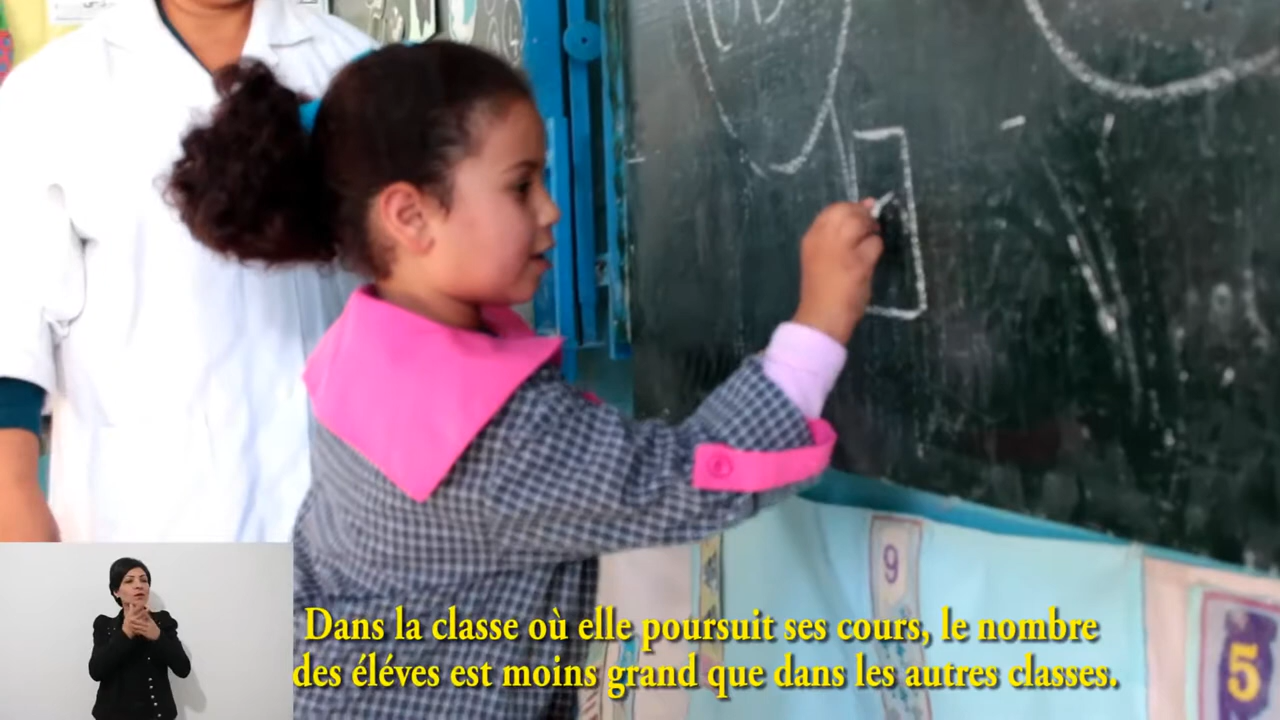 9
Dans la classe où elle poursuit ses cours, le nombre
des éléves est moins grand que dans les autres classes.
5